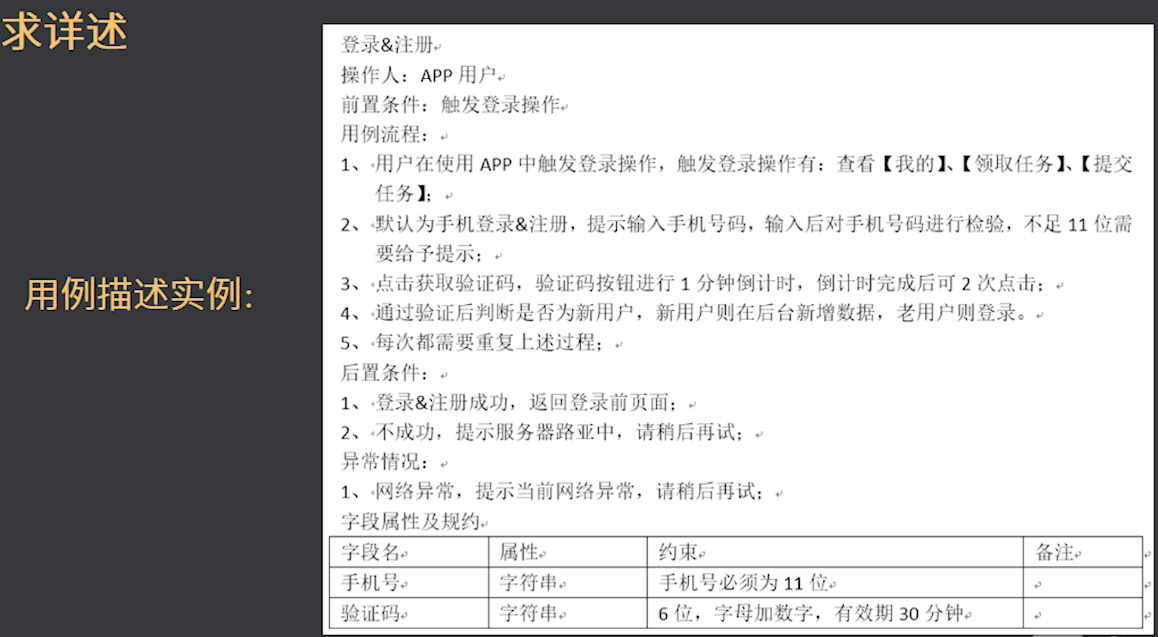 求详述
用例描述实例:
登录&注册
操作人：APP 用户
前置条件：触发登录操作
用例流程：
1、用户在使用 APP 中触发登录操作，触发登录操作有：查看【我的】、【领取任务】、【提交
任务】；
2、默认为手机登录&注册，提示输入手机号码，输入后对手机号码进行检验，不足 11 位需
要给予提示；
3、点击获取验证码，验证码按钮进行 1 分钟倒计时，倒计时完成后可 2 次点击；
4、通过验证后判断是否为新用户，新用户则在后台新增数据，老用户则登录。
5、每次都需要重复上述过程；
后置条件：
1、登录&注册成功，返回登录前页面；
2、不成功，提示服务器路亚中，请稍后再试；
异常情况：
1、网络异常，提示当前网络异常，请稍后再试；
字段属性及规约
字段名 属性 约束 备注
手机号 字符串 手机号必须为 11 位
验证码 字符串 6 位，字母加数字，有效期 30 分钟